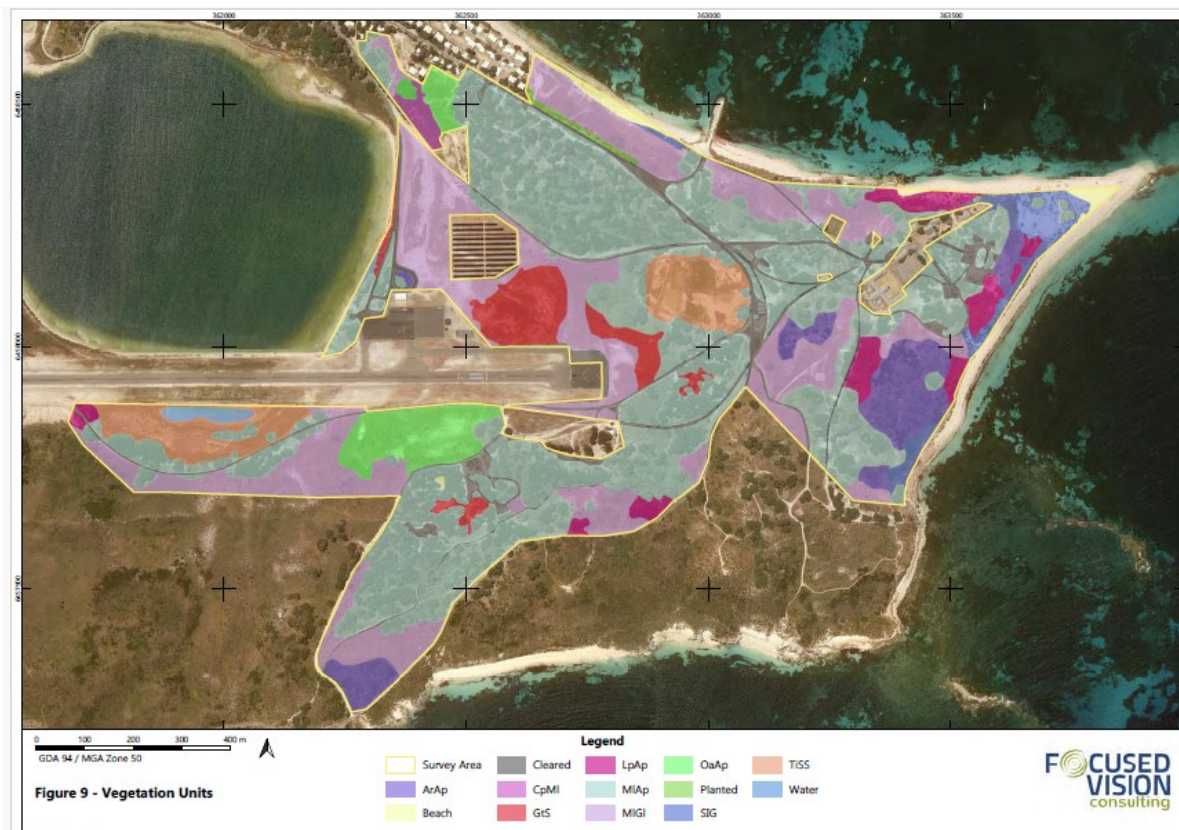 362000 362500 363000 363500
0 100 200 300 400 m
GDA 94 / MGA Zone 50
Figure 9 - Vegetation Units
Legend
Survey Area Cleared LpAp OaAp TiSS
ArAp CpMl MlAp Planted Water
Beach GtS MlGl SlG
FOCUSED
VISION
consulting